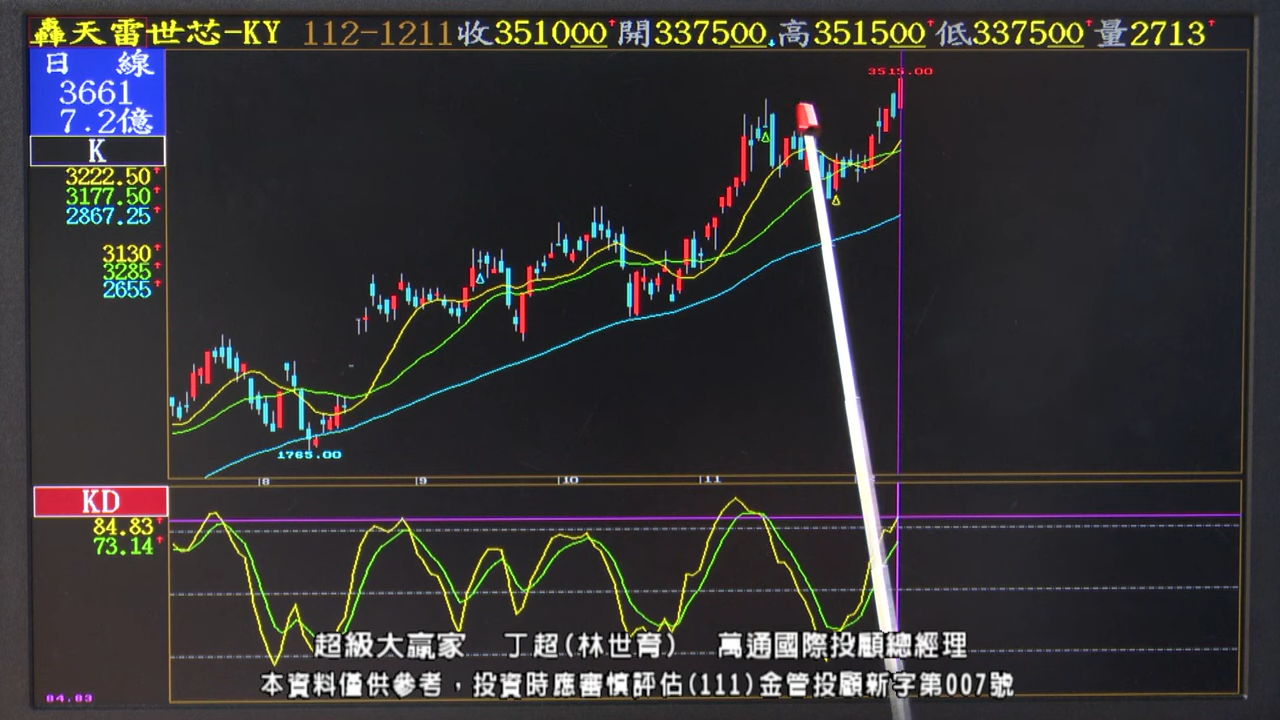 轟天雷世芯-KY 112-1211收351000↑開337500↓高351500↑低337500↑量2713↑
日 線
3661
7.2億
K
3222.50↑
3177.50↑
2867.25↑
3130↑
3285↑
2655↑
3515.00
1765.00
8 9 10 11
KD
84.83↑
73.14↑
超級大贏家 丁超(林世育) 萬通國際投顧總經理
本資料僅供參考，投資時應審慎評估(111)金管投顧新字第007號
84.83